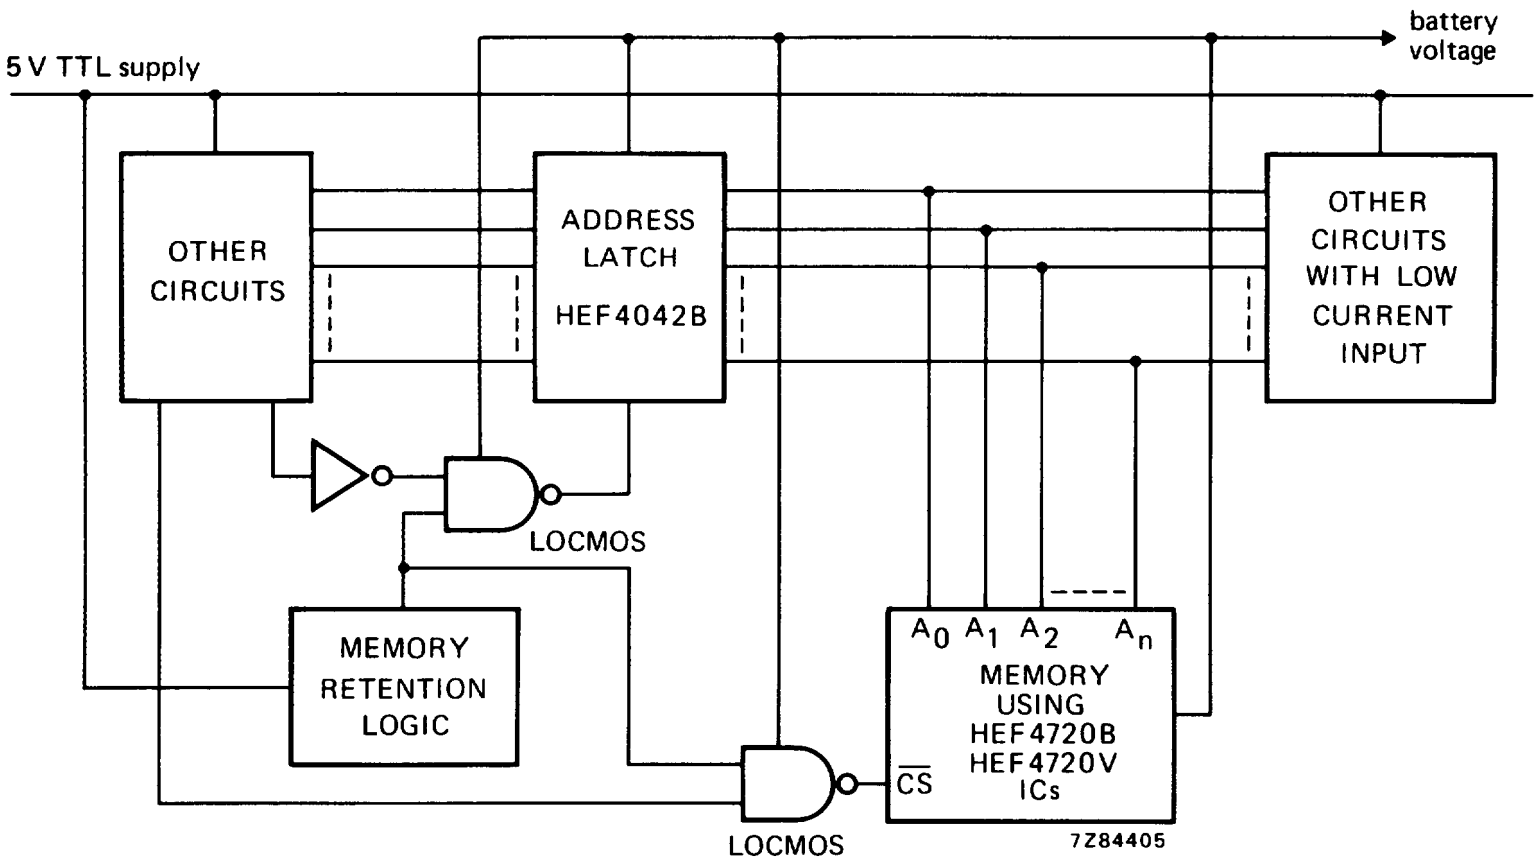 battery
voltage
5 V TTL supply
OTHER
CIRCUITS
ADDRESS
LATCH
HEF4042B
OTHER
CIRCUITS
WITH LOW
CURRENT
INPUT
LOCMOS
MEMORY
RETENTION
LOGIC
A0 A1 A2 An
MEMORY
USING
HEF4720B
HEF4720V
ICs
C̅S̅
LOCMOS
7Z84405